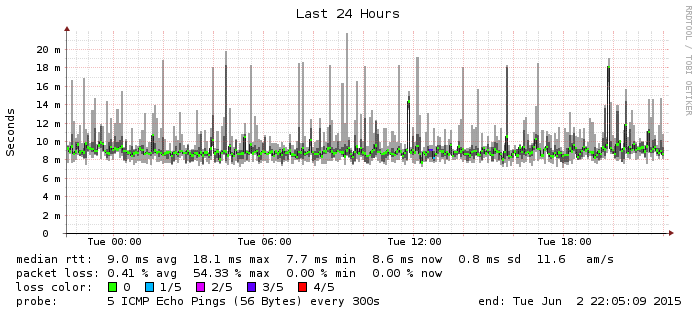 Last 24 Hours
RRDTOOL / TOBI OETIKER
Seconds
20 m
18 m
16 m
14 m
12 m
10 m
8 m
6 m
4 m
2 m
0
Tue 00:00 Tue 06:00 Tue 12:00 Tue 18:00
median rtt: 9.0 ms avg 18.1 ms max 7.7 ms min 8.6 ms now 0.8 ms sd 11.6 am/s
packet loss: 0.41 % avg 54.33 % max 0.00 % min 0.00 % now
loss color: 0 1/5 2/5 3/5 4/5
probe: 5 ICMP Echo Pings (56 Bytes) every 300s end: Tue Jun 2 22:05:09 2015